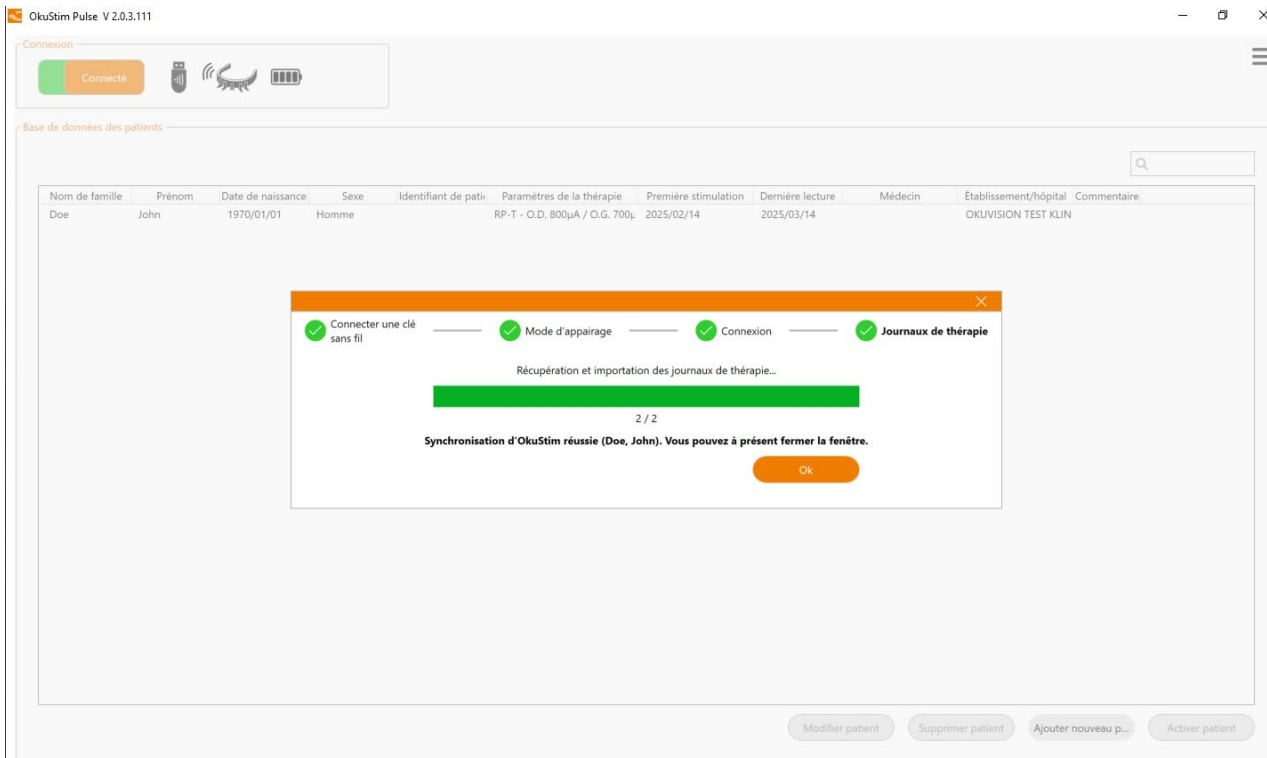 OkuStim Pulse V 2.0.3.111
Connexion
Connecté
Base de données des patients
Nom de famille Prénom Date de naissance Sexe Identifiant de patie Paramètres de la thérapie Première stimulation Dernière lecture Médecin Établissement/hôpital Commentaire
Doe John 1970/01/01 Homme RP-T - O.D. 800µA / O.G. 700µ 2025/02/14 2025/03/14 OKUVISION TEST KLIN
Connecter une clé
sans fil
Mode d'appairage
Connexion
Journaux de thérapie
Récupération et importation des journaux de thérapie...
2 / 2
Synchronisation d'OkuStim réussie (Doe, John). Vous pouvez à présent fermer la fenêtre.
Ok
Modifier patient Supprimer patient Ajouter nouveau p... Activer patient